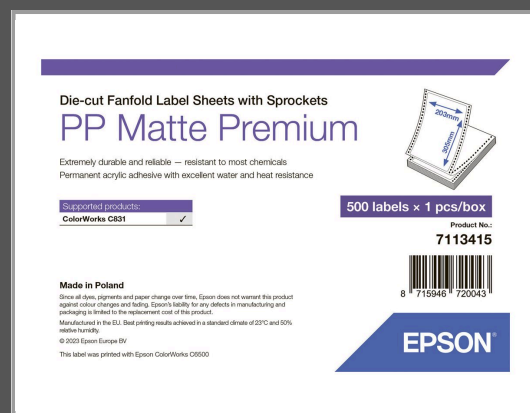 Die-cut Fanfold Label Sheets with Sprockets
PP Matte Premium
Extremely durable and reliable — resistant to most chemicals
Permanent acrylic adhesive with excellent water and heat resistance
203mm
305mm
Supported products:
ColorWorks C831 ✓
500 labels × 1 pcs/box
Product No.:
7113415
8 715946 720043
Made in Poland
Since all dyes, pigments and paper change over time, Epson does not warrant this product
against colour changes and fading. Epson's liability for any defects in manufacturing and
packaging is limited to the replacement cost of this product.
Manufactured in the EU. Best printing results achieved in a standard climate of 23°C and 50%
relative humidity.
© 2023 Epson Europe BV
This label was printed with Epson ColorWorks C6500
EPSON®